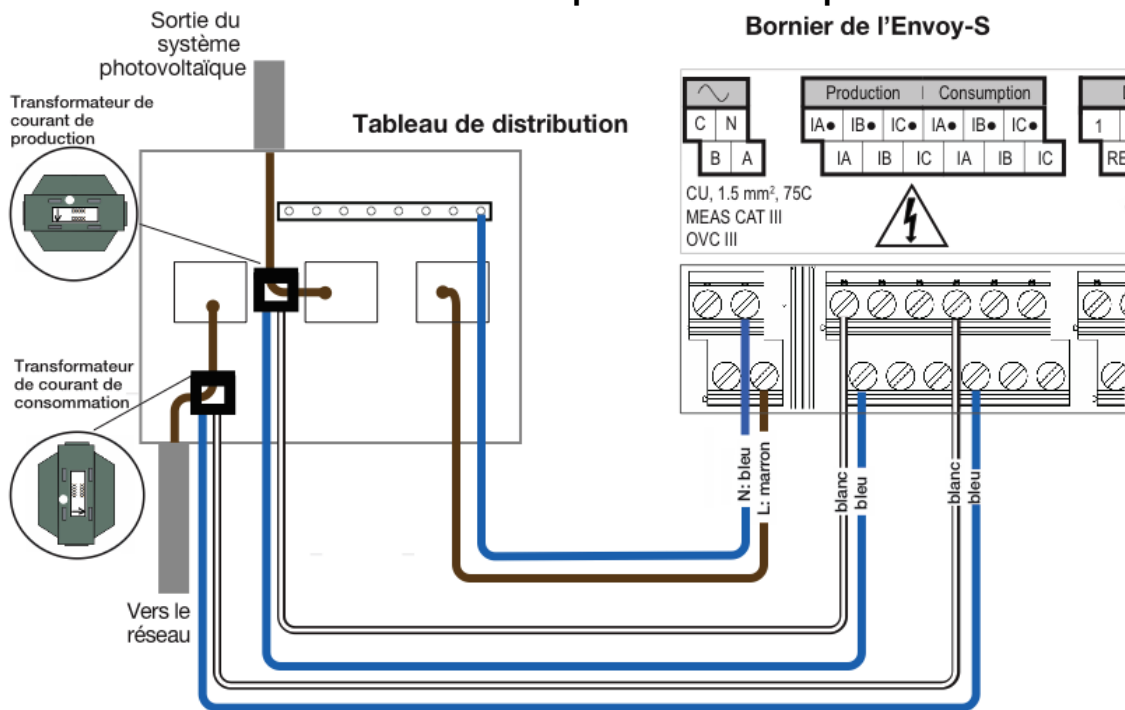 Sortie du
système
photovoltaïque
Transformateur de
courant de
production
Tableau de distribution
Transformateur
de courant de
consommation
Vers le
réseau
Bornier de l'Envoy-S
Production | Consumption
C N
IA● IB● IC● IA● IB● IC●
1
B A
IA IB IC IA IB IC
RE
CU, 1.5 mm², 75C
MEAS CAT III
OVC III
N: bleu
L: marron
blanc
bleu
blanc
bleu